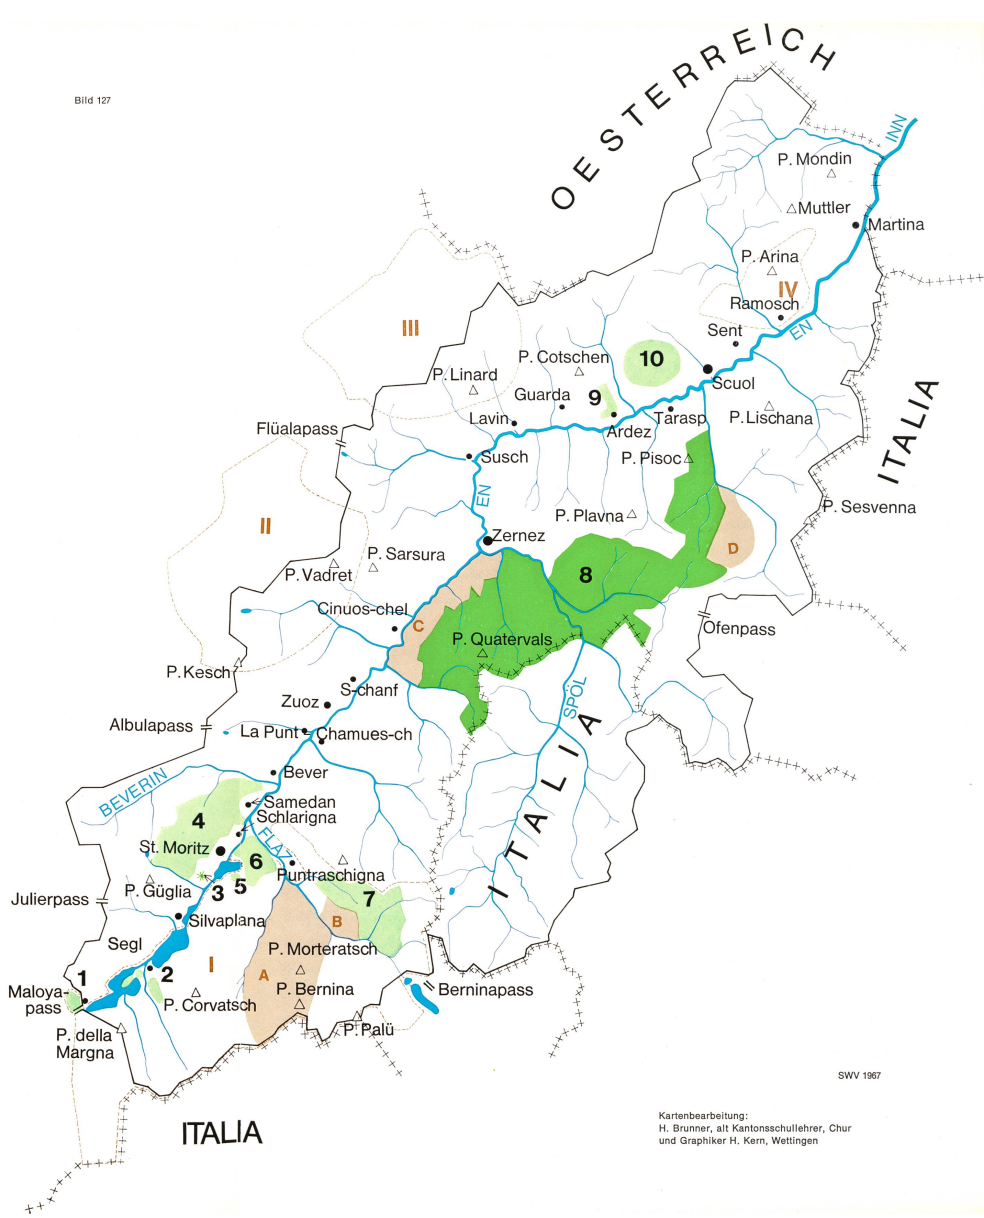 OESTERREICH
Bild 127
INN
P. Mondin
Muttler
Martina
P. Arina
IV
Ramosch
EN
Sent
III
P. Cotschen
10
P. Linard
Scuol
Guarda
9
Lavin
Ardez
Tarasp
P. Lischana
ITALIA
Flüalapass
Susch
P. Pisoc
EN
P. Sesvenna
II
P. Plavna
Zernez
D
P. Sarsura
P. Vadret
8
Cinuos-chel
C
P. Quatervals
Ofenpass
P. Kesch
S-chanf
SPÖL
Zuoz
Albulapass
La Punt
Chamues-ch
ITALIA
Bever
BEVERIN
Samedan
Schlarigna
4
FLAZ
St. Moritz
6
Puntraschigna
P. Güglia
3
5
7
Julierpass
Silvaplana
B
Segl
P. Morteratsch
I
A
1
2
P. Bernina
Berninapass
Maloya-
pass
P. Corvatsch
P. Palü
P. della
Margna
SWV 1967
ITALIA
Kartenbearbeitung:
H. Brunner, alt Kantonsschullehrer, Chur
und Graphiker H. Kern, Wettingen